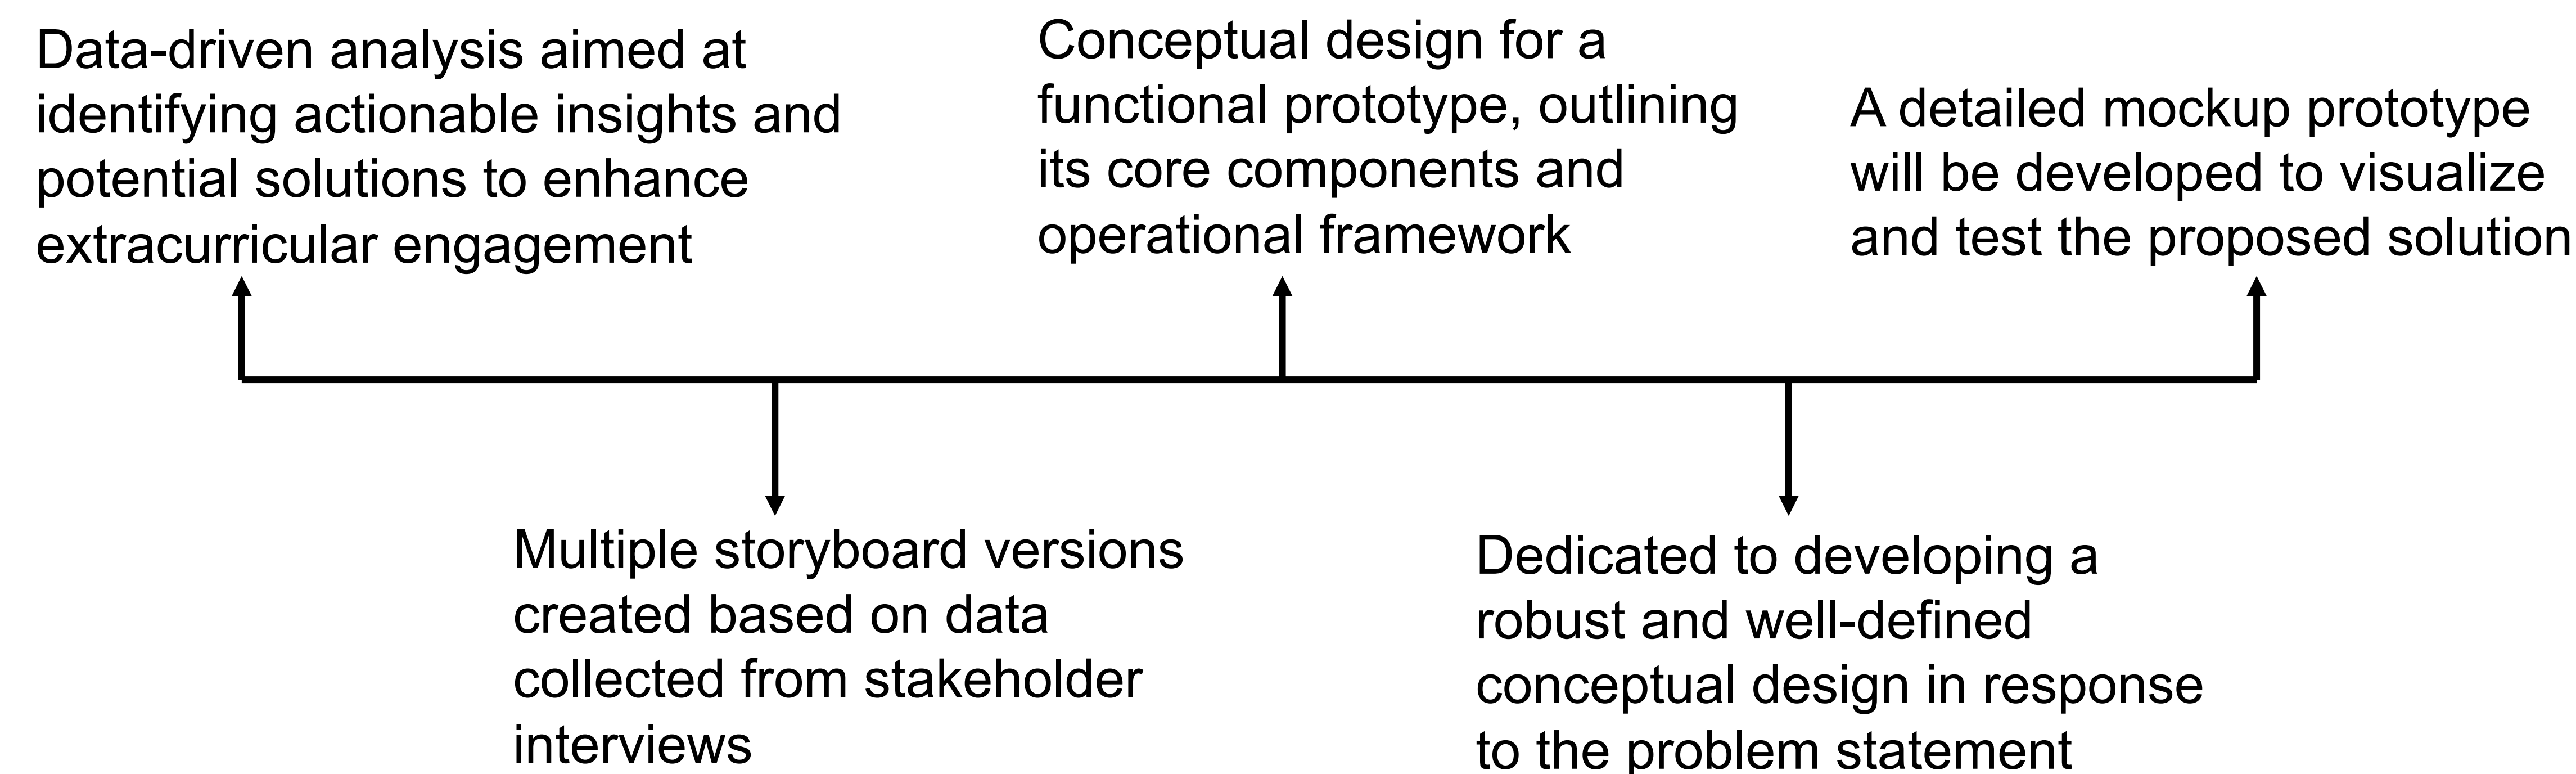 Data-driven analysis aimed at
identifying actionable insights and
potential solutions to enhance
extracurricular engagement
Conceptual design for a
functional prototype, outlining
its core components and
operational framework
A detailed mockup prototype
will be developed to visualize
and test the proposed solution
Multiple storyboard versions
created based on data
collected from stakeholder
interviews
Dedicated to developing a
robust and well-defined
conceptual design in response
to the problem statement